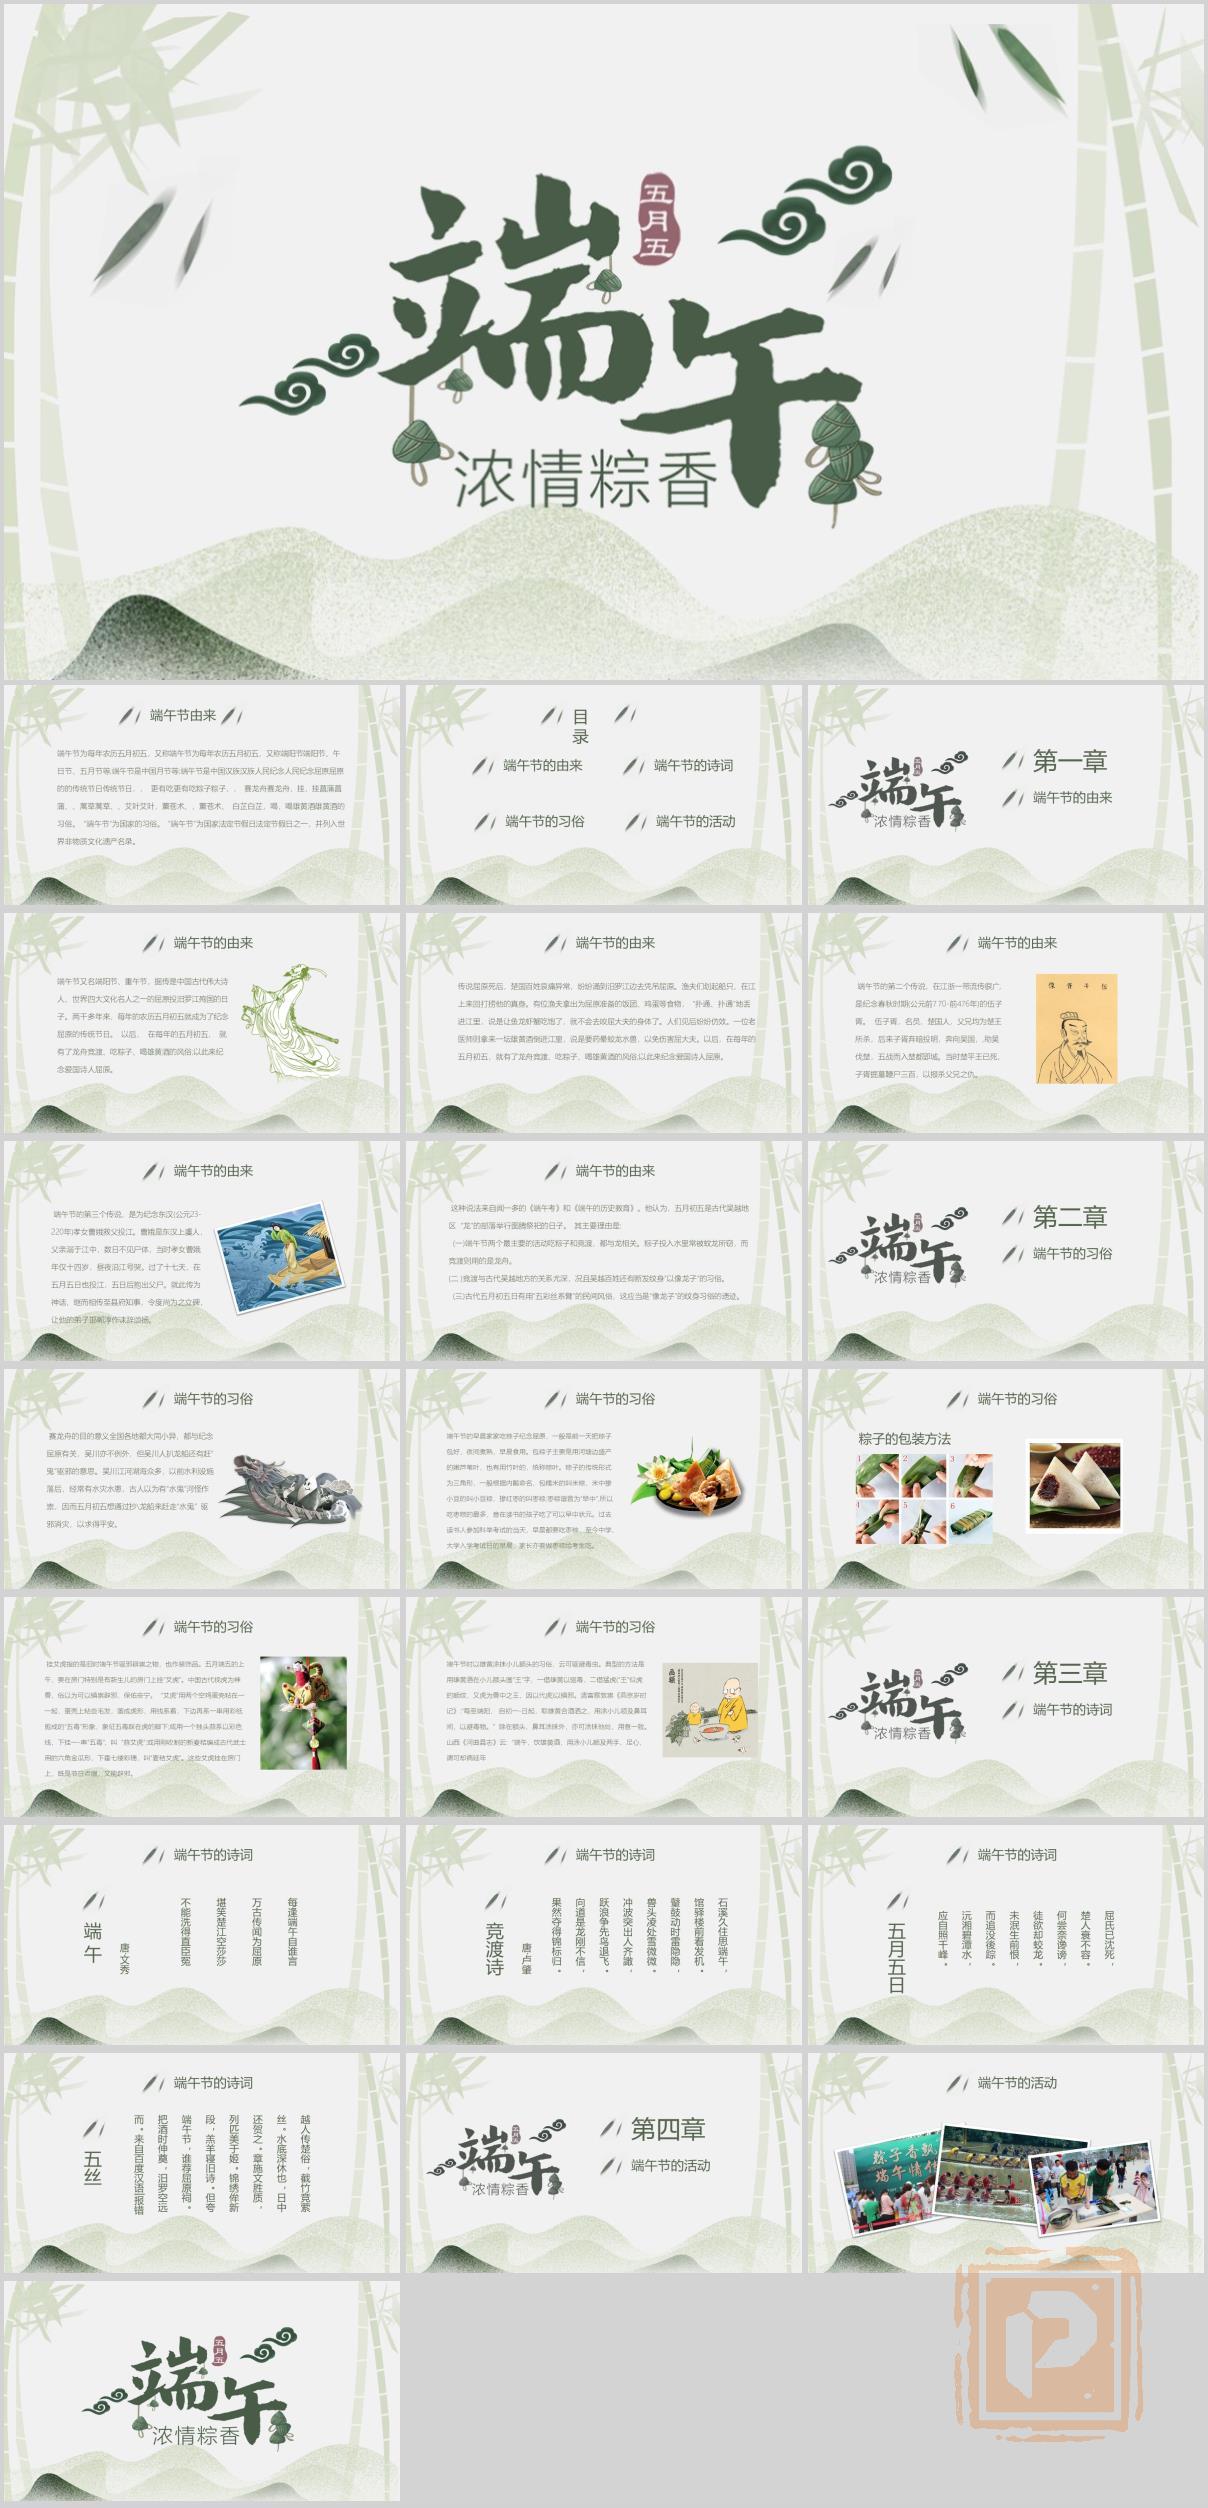 五月五
端午
浓情粽香
端午节由来
端午节为每年农历五月初五，又称端午节为每年农历五月初五，又称端阳节端阳节，午
日节、五月节等,端午节是中国月节等;端午节是中国汉族汉族人民纪念人民纪念屈原屈原
的的传统节日传统节日，， 更有吃更有吃粽子粽子，， 赛龙舟赛龙舟，挂，挂菖蒲菖
蒲，、蒿草蒿草，、艾叶艾叶，薰苍术，、薰苍术， 白芷白芷，喝，喝雄黄酒雄黄酒的
习俗。 “端午节”为国家的习俗。 “端午节”为国家法定节假日法定节假日之一，并列入世
界非物质文化遗产名录。
目
录
端午节的由来
端午节的诗词
端午节的习俗
端午节的活动
五月五
端午
浓情粽香
第一章
端午节的由来
端午节的由来
端午节又名端阳节、重午节，据传是中国古代伟大诗
人、世界四大文化名人之一的屈原投汨罗江殉国的日
子。两千多年来，每年的农历五月初五就成为了纪念
屈原的传统节日。 以后， 在每年的五月初五， 就
有了龙舟竞渡、吃粽子、喝雄黄酒的风俗;以此来纪
念爱国诗人屈原。
端午节的由来
传说屈原死后，楚国百姓哀痛异常，纷纷涌到汨罗江边去凭吊屈原。渔夫们划起船只，在江
上来回打捞他的真身。有位渔夫拿出为屈原准备的饭团、鸡蛋等食物， “扑通、扑通”地丢
进江里，说是让鱼龙虾蟹吃饱了，就不会去咬屈大夫的身体了。人们见后纷纷仿效。一位老
医师则拿来一坛雄黄酒倒进江里，说是要药晕蛟龙水兽，以免伤害屈大夫。以后，在每年的
五月初五，就有了龙舟竞渡、吃粽子、喝雄黄酒的风俗;以此来纪念爱国诗人屈原。
端午节的由来
端午节的第二个传说，在江浙一带流传很广，
是纪念春秋时期(公元前770-前476年)的伍子
胥。 伍子胥，名员，楚国人，父兄均为楚王
所杀，后来子胥弃暗投明，奔向吴国，,助吴
伐楚，五战而入楚都郢城。当时楚平王已死，
子胥掘墓鞭尸三百，以报杀父兄之仇。
像 胥 子 伍
端午节的由来
端午节的第三个传说，是为纪念东汉(公元23-
220年)孝女曹娥救父投江。曹娥是东汉上虞人，
父亲溺于江中，数日不见尸体，当时孝女曹娥
年仅十四岁，昼夜沿江号哭。过了十七天，在
五月五日也投江，五日后抱出父尸。就此传为
神话，继而相传至县府知事，令度尚为之立碑，
让他的弟子邯郸淳作诔辞颂扬。
端午节的由来
这种说法来自闻一多的《端午考》和《端午的历史教育》。他认为，五月初五是古代吴越地
区 “龙”的部落举行图腾祭祀的日子。 其主要理由是:
(一)端午节两个最主要的活动吃粽子和竞渡，都与龙相关。粽子投入水里常被蛟龙所窃，而
竞渡则用的是龙舟。
(二 )竞渡与古代吴越地方的关系尤深，况且吴越百姓还有断发纹身“以像龙子”的习俗。
(三)古代五月初五日有用“五彩丝系臂”的民间风俗，这应当是“像龙子”的纹身习俗的遗迹。
五月五
端午
浓情粽香
第二章
端午节的习俗
端午节的习俗
赛龙舟的目的意义全国各地都大同小异，都与纪念
屈原有关，吴川亦不例外，但吴川人扒龙船还有赶“
鬼”驱邪的意思。吴川江河湖海众多，以前水利设施
落后，经常有水灾水患，古人以为有“水鬼”河怪作
祟，因而五月初五想通过扒\龙船来赶走“水鬼” 驱
邪消灾，以求得平安。
端午节的习俗
端午节的早晨家家吃粽子纪念屈原，一般是前一天把粽子
包好，夜间煮熟，早晨食用。包粽子主要是用河塘边盛产
的嫩芦苇叶，也有用竹叶的，统称粽叶。粽子的传统形式
为三角形，一般根据内瓤命名，包糯米的叫米粽，米中掺
小豆的叫小豆粽，掺红枣的叫枣粽;枣粽谐音为“早中”,所以
吃枣粽的最多，意在读书的孩子吃了可以早中状元。过去
读书人参加科举考试的当天，早晨都要吃枣粽，至今中学、
大学入学考试日的早晨，家长亦要做枣粽给考生吃。
端午节的习俗
粽子的包装方法
1 2 3
4 5 6
端午节的习俗
挂艾虎指的是旧时端午节驱邪辟祟之物，也作装饰品。五月端五的上
午，要在房门特别是有新生儿的房门上挂“艾虎”。中国古代视虎为神
兽，俗以为可以镇祟辟邪、保佑安宁。 “艾虎”用两个空鸡蛋壳粘在一
起，蛋壳上粘些毛发，画成虎形，用线系着，下边再系一串用彩纸
剪成的“五毒”形象，象征五毒踩在虎的脚下;或用一个独头蒜系以彩色
线，下挂一串“五毒”，叫 “蒜艾虎”;或用刚收割的新麦秸编成古代武士
用的六角金瓜形，下垂七缕彩穗，叫“麦秸艾虎”。这些艾虎挂在房门
上，既是节日点缀，又能辟邪。
端午节的习俗
端午节时以雄黄涂抹小儿额头的习俗，云可驱避毒虫。典型的方法是
用雄黄酒在小儿额头画“王”字，一借雄黄以驱毒，二借猛虎(“王”似虎
的额纹，又虎为兽中之王，因以代虎)以镇邪。清富察敦崇《燕京岁时
记》:“每至端阳， 自初一日起，取雄黄合酒洒之，用涂小儿额及鼻耳
间，以避毒物。” 除在额头、鼻耳涂抹外，亦可涂抹他处，用意一致。
山西《河曲县志》云: “端午，饮雄黄酒，用涂小儿额及两手、足心，
谓可却病延年
五月五
端午
浓情粽香
第三章
端午节的诗词
端午节的诗词
端午
唐文秀
不能洗得直臣冤
堪笑楚江空莎莎
万古传闻为屈原
每逢端午自谁言
端午节的诗词
竞渡诗
唐卢肇
果然夺得锦标归。
向道是龙刚不信，
跃浪争先鸟退飞。
冲波突出人齐譀，
兽头凌处雪微微。
鼙鼓动时雷隐隐，
馆驿楼前看发机。
石溪久住思端午，
端午节的诗词
五月五日
应自照千峰。
沅湘碧潭水，
而追没後踪。
未泯生前恨，
徒欲却蛟龙。
何尝奈谗谤，
楚人衰不容。
屈氏已沈死，
端午节的诗词
五丝
越人传楚俗，截竹竞萦
丝。水底深休也，日中
还贺之。章施文胜质，
列匹美于姬。锦绣侔新
段，羔羊寝旧诗。但夸
端午节，谁荐屈原祠。
把酒时伸奠，汨罗空远
而。来自百度汉语|报错
五月五
端午
浓情粽香
第四章
端午节的活动
端午节的活动
粽子香飘
端午情
五月五
端午
浓情粽香